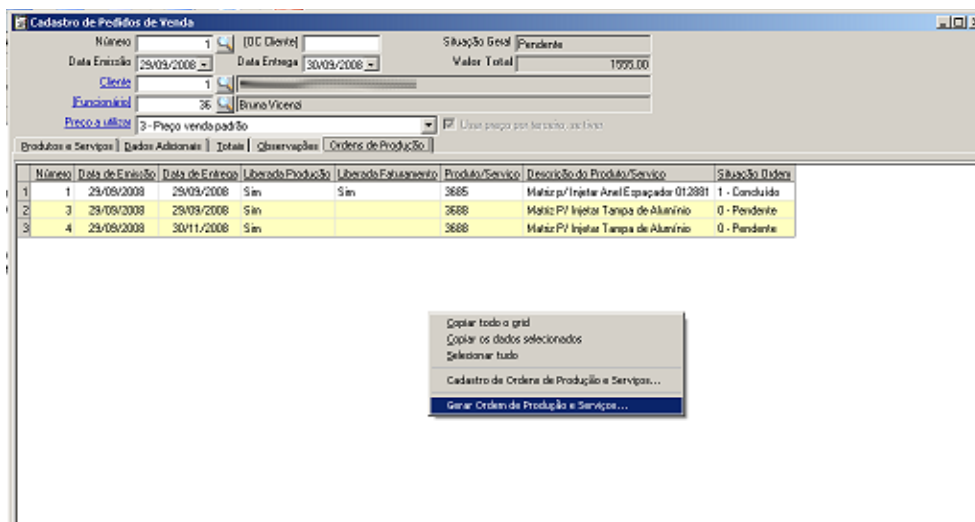 Cadastro de Pedidos de Venda
Número 1 [OC Cliente] Situação Geral Pendente
Data Emissão 29/09/2008 Data Entrega 30/09/2008 Valor Total 1555,00
Cliente 1
[Funcionário] 36 Bruna Vicenzi
Preço a utilizar 3 - Preço venda padrão Usar preço por terceiro, se tiver
Produtos e Serviços Dados Adicionais Totais Observações Ordens de Produção
Número Data de Emissão Data de Entrega Liberada Produção Liberada Faturamento Produto/Serviço Descrição do Produto/Serviço Situação Ordem
1 1 29/09/2008 29/09/2008 Sim Sim 3685 Matriz p/ Injetar Anel Espaçador 012881 1 - Concluído
2 3 29/09/2008 29/09/2008 Sim 3688 Matriz P/ Injetar Tampa de Alumínio 0 - Pendente
3 4 29/09/2008 30/11/2008 Sim 3688 Matriz P/ Injetar Tampa de Alumínio 0 - Pendente
Copiar todo o grid
Copiar os dados selecionados
Selecionar tudo
Cadastro de Ordens de Produção e Serviços...
Gerar Ordem de Produção e Serviços...